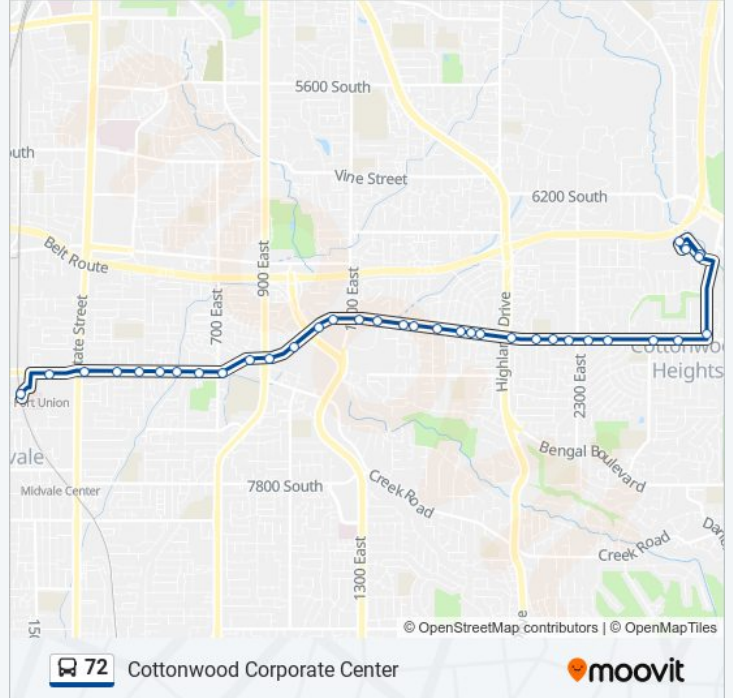 5600 South
outh
Vine Street
6200 South
Belt Route
900 East
700 East
State Street
Highland Drive
2300 East
Cottonwoo
Heights
Fort Union
vale
Midvale Center
7800 South
Bengal Boulevard
Creek Road
1300 East
Creek Road
© OpenStreetMap contributors | © OpenMapTiles
72 Cottonwood Corporate Center
moovit